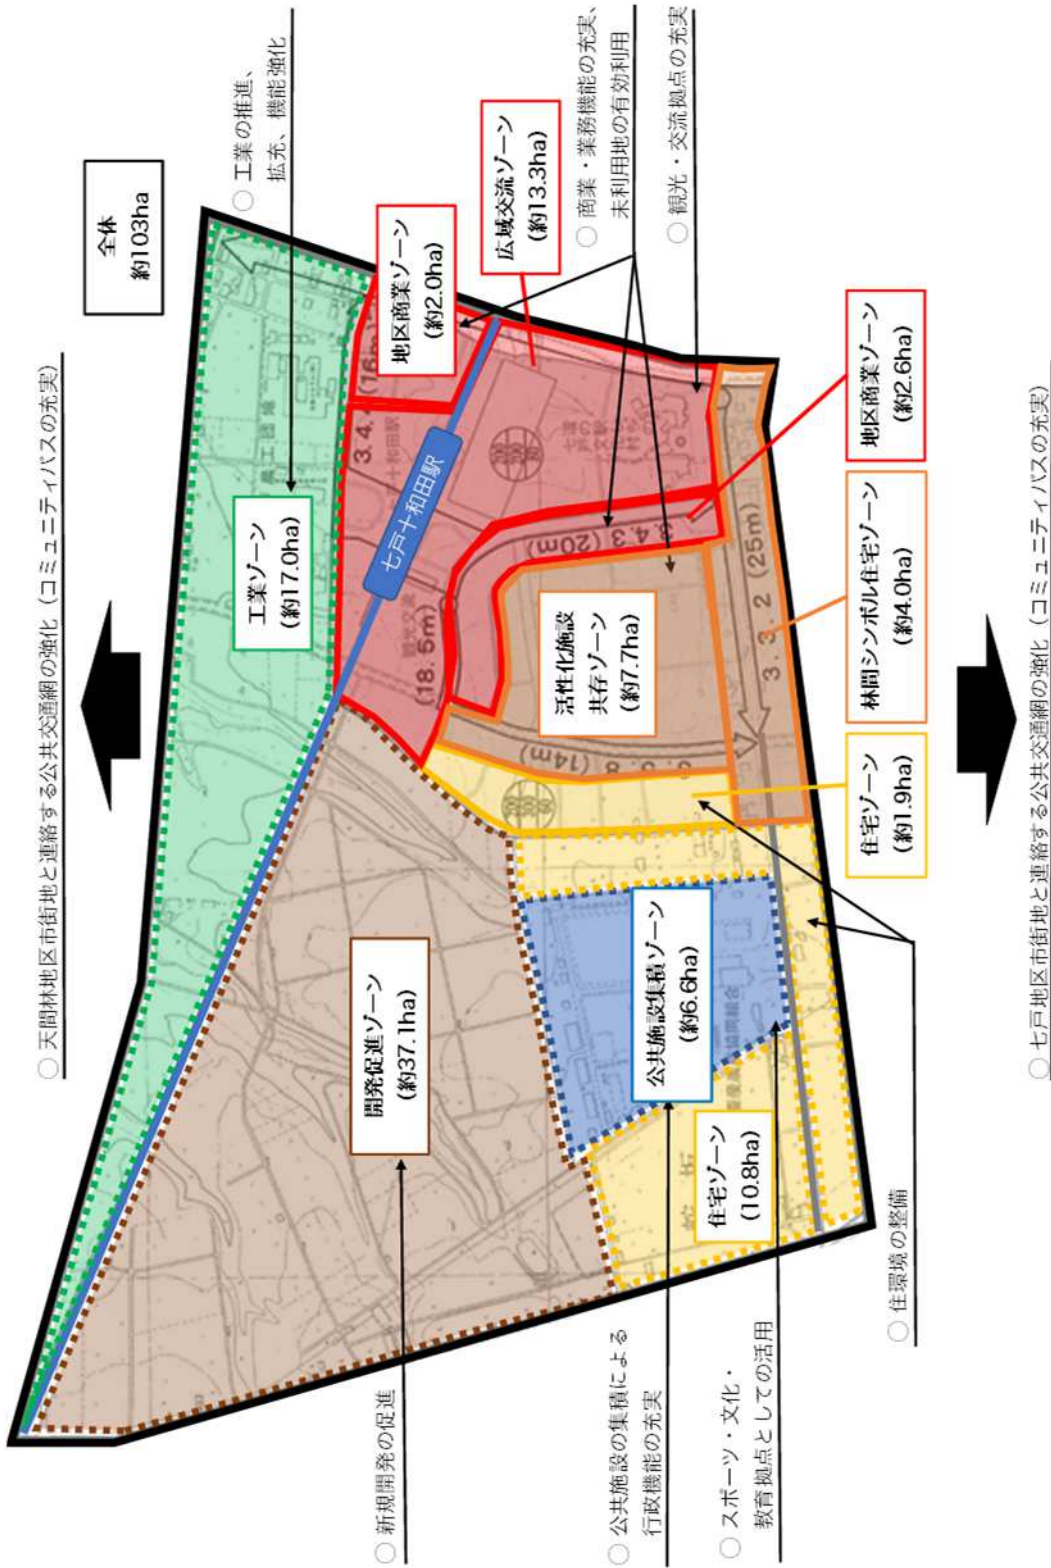 ○ 天間林地区市街地と連絡する公共交通網の強化（コミュニティバスの充実）
全体
約103ha
○ 工業の推進、
拡充、機能強化
工業ゾーン
(約17.0ha)
地区商業ゾーン
(約2.0ha)
広域交流ゾーン
(約13.3ha)
○ 商業・業務機能の充実、
未利用地の有効利用
○ 観光・交流拠点の充実
七戸十和田駅
3.4.
(16m)
十和田駅
農工団地
観光交流
(18.5m)
3.4.3 (20m)
(14m)
3.3.2 (25m)
開発促進ゾーン
(約37.1ha)
活性化施設
共存ゾーン
(約7.7ha)
地区商業ゾーン
(約2.6ha)
林間シンボル住宅ゾーン
(約4.0ha)
住宅ゾーン
(約1.9ha)
公共施設集積ゾーン
(約6.6ha)
住宅ゾーン
(10.8ha)
○ 新規開発の促進
○ 公共施設の集積による
行政機能の充実
○ スポーツ・文化・
教育拠点としての活用
○ 住環境の整備
○ 七戸地区市街地と連絡する公共交通網の強化（コミュニティバスの充実）